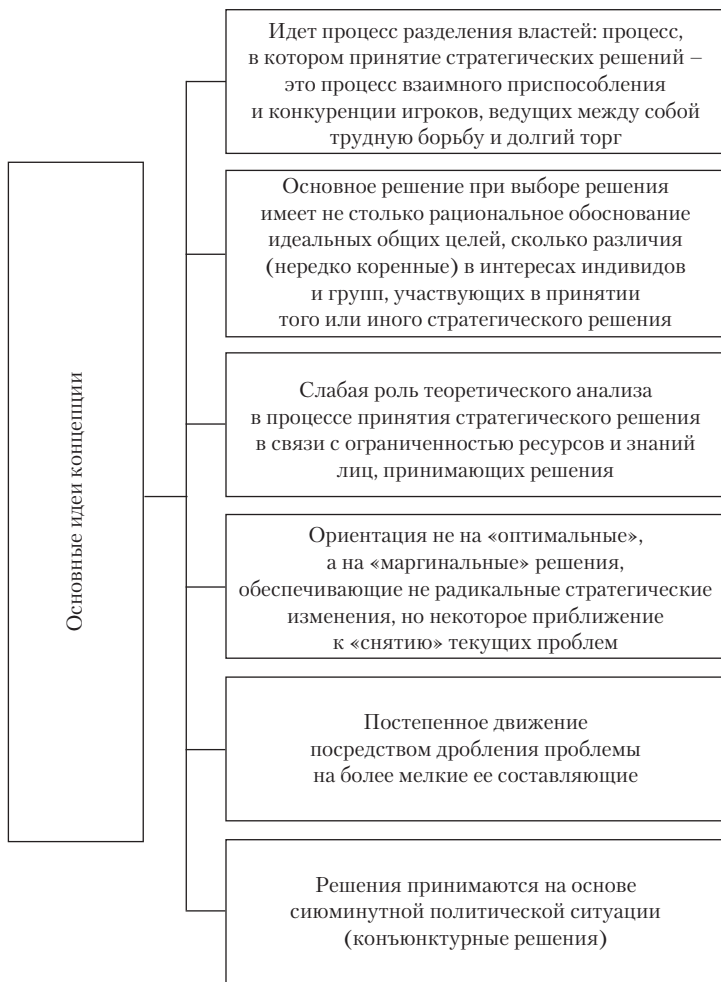 Основные идеи концепции
Идет процесс разделения властей: процесс,
в котором принятие стратегических решений –
это процесс взаимного приспособления
и конкуренции игроков, ведущих между собой
трудную борьбу и долгий торг
Основное решение при выборе решения
имеет не столько рациональное обоснование
идеальных общих целей, сколько различия
(нередко коренные) в интересах индивидов
и групп, участвующих в принятии
того или иного стратегического решения
Слабая роль теоретического анализа
в процессе принятия стратегического решения
в связи с ограниченностью ресурсов и знаний
лиц, принимающих решения
Ориентация не на «оптимальные»,
а на «маргинальные» решения,
обеспечивающие не радикальные стратегические
изменения, но некоторое приближение
к «снятию» текущих проблем
Постепенное движение
посредством дробления проблемы
на более мелкие ее составляющие
Решения принимаются на основе
сиюминутной политической ситуации
(конъюнктурные решения)